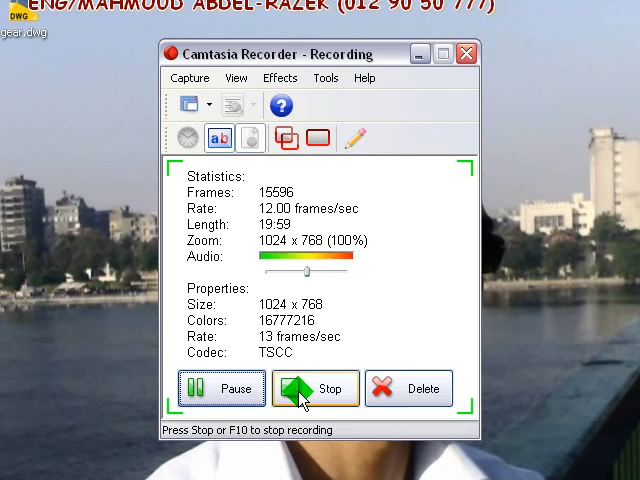 ENG/MAHMOUD ABDEL-RAZEK (012 90 50 777)
DWG
gear.dwg
Camtasia Recorder - Recording
Capture View Effects Tools Help
ab
Statistics:
Frames: 15596
Rate: 12.00 frames/sec
Length: 19:59
Zoom: 1024 x 768 (100%)
Audio:
Properties:
Size: 1024 x 768
Colors: 16777216
Rate: 13 frames/sec
Codec: TSCC
Pause Stop Delete
Press Stop or F10 to stop recording